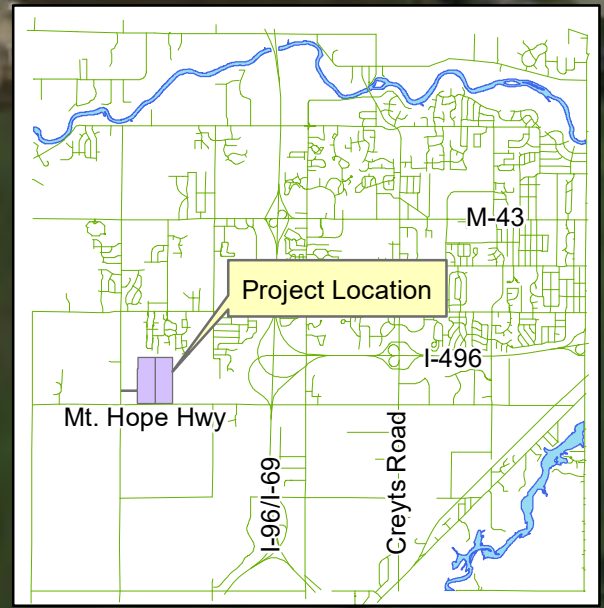 M-43
Project Location
I-496
Mt. Hope Hwy
I-96/I-69
Creyts Road